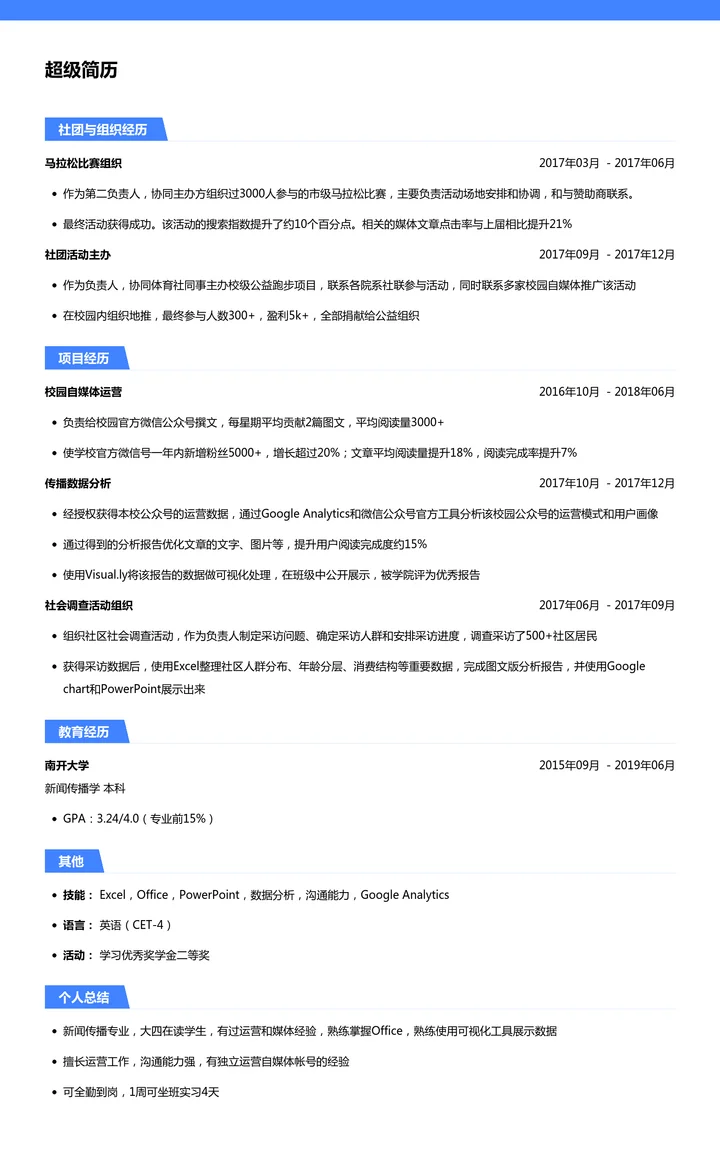 超级简历
社团与组织经历
马拉松比赛组织 2017年03月 - 2017年06月
• 作为第二负责人，协同主办方组织过3000人参与的市级马拉松比赛，主要负责活动场地安排和协调，和与赞助商联系。
• 最终活动获得成功。该活动的搜索指数提升了约10个百分点。相关的媒体文章点击率与上届相比提升21%
社团活动主办 2017年09月 - 2017年12月
• 作为负责人，协同体育社同事主办校级公益跑步项目，联系各院系社联参与活动，同时联系多家校园自媒体推广该活动
• 在校园内组织地推，最终参与人数300+，盈利5k+，全部捐献给公益组织
项目经历
校园自媒体运营 2016年10月 - 2018年06月
• 负责给校园官方微信公众号撰文，每星期平均贡献2篇图文，平均阅读量3000+
• 使学校官方微信号一年内新增粉丝5000+，增长超过20%；文章平均阅读量提升18%，阅读完成率提升7%
传播数据分析 2017年10月 - 2017年12月
• 经授权获得本校公众号的运营数据，通过Google Analytics和微信公众号官方工具分析该校园公众号的运营模式和用户画像
• 通过得到的分析报告优化文章的文字、图片等，提升用户阅读完成度约15%
• 使用Visual.ly将该报告的数据做可视化处理，在班级中公开展示，被学院评为优秀报告
社会调查活动组织 2017年06月 - 2017年09月
• 组织社区社会调查活动，作为负责人制定采访问题、确定采访人群和安排采访进度，调查采访了500+社区居民
• 获得采访数据后，使用Excel整理社区人群分布、年龄分层、消费结构等重要数据，完成图文版分析报告，并使用Google
chart和PowerPoint展示出来
教育经历
南开大学 2015年09月 - 2019年06月
新闻传播学 本科
• GPA：3.24/4.0（专业前15%）
其他
• 技能： Excel，Office，PowerPoint，数据分析，沟通能力，Google Analytics
• 语言： 英语（CET-4）
• 活动： 学习优秀奖学金二等奖
个人总结
• 新闻传播专业，大四在读学生，有过运营和媒体经验，熟练掌握Office，熟练使用可视化工具展示数据
• 擅长运营工作，沟通能力强，有独立运营自媒体帐号的经验
• 可全勤到岗，1周可坐班实习4天